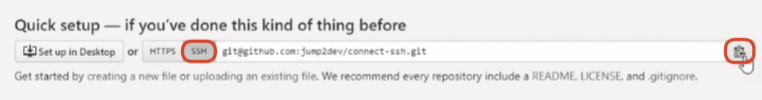 Quick setup — if you've done this kind of thing before
Set up in Desktop or HTTPS SSH git@github.com:jump2dev/connect-ssh.git
Get started by creating a new file or uploading an existing file. We recommend every repository include a README, LICENSE, and .gitignore.